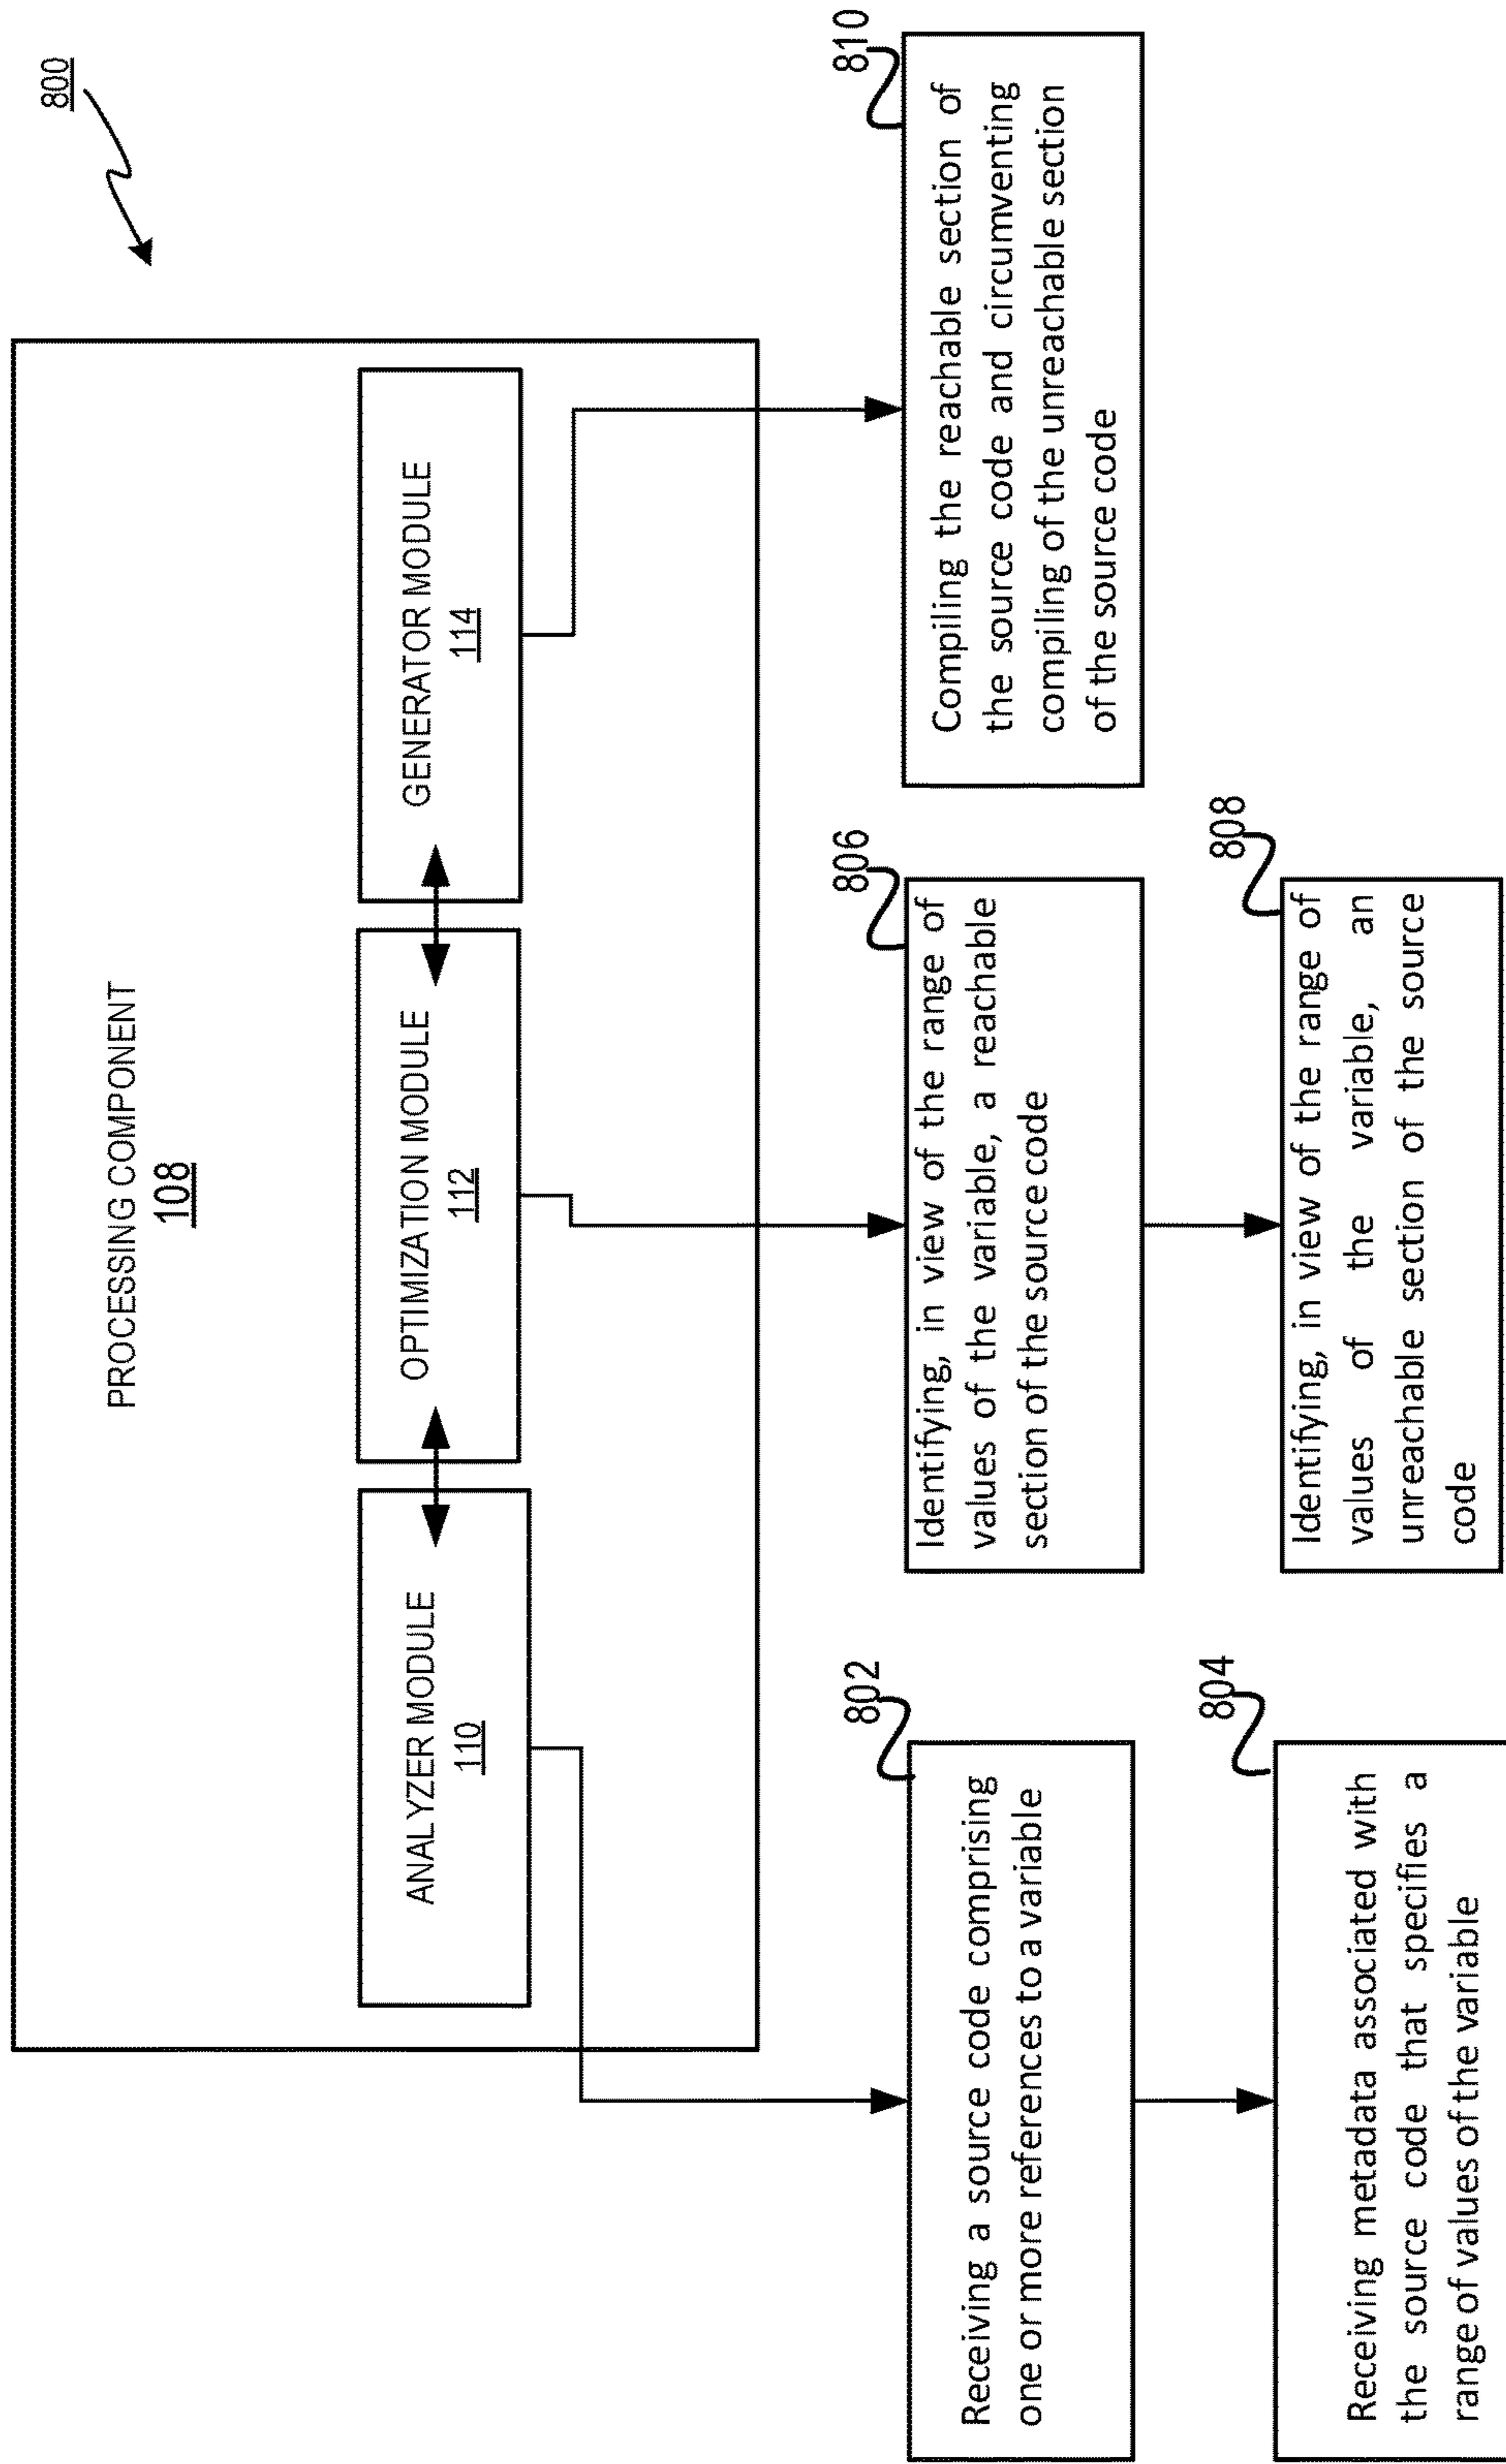 800
PROCESSING COMPONENT
108
ANALYZER MODULE
110
OPTIMIZATION MODULE
112
GENERATOR MODULE
114
802
Receiving a source code comprising
one or more references to a variable
804
Receiving metadata associated with
the source code that specifies a
range of values of the variable
806
Identifying, in view of the range of
values of the variable, a reachable
section of the source code
808
Identifying, in view of the range of
values of the variable, an
unreachable section of the source
code
810
Compiling the reachable section of
the source code and circumventing
compiling of the unreachable section
of the source code